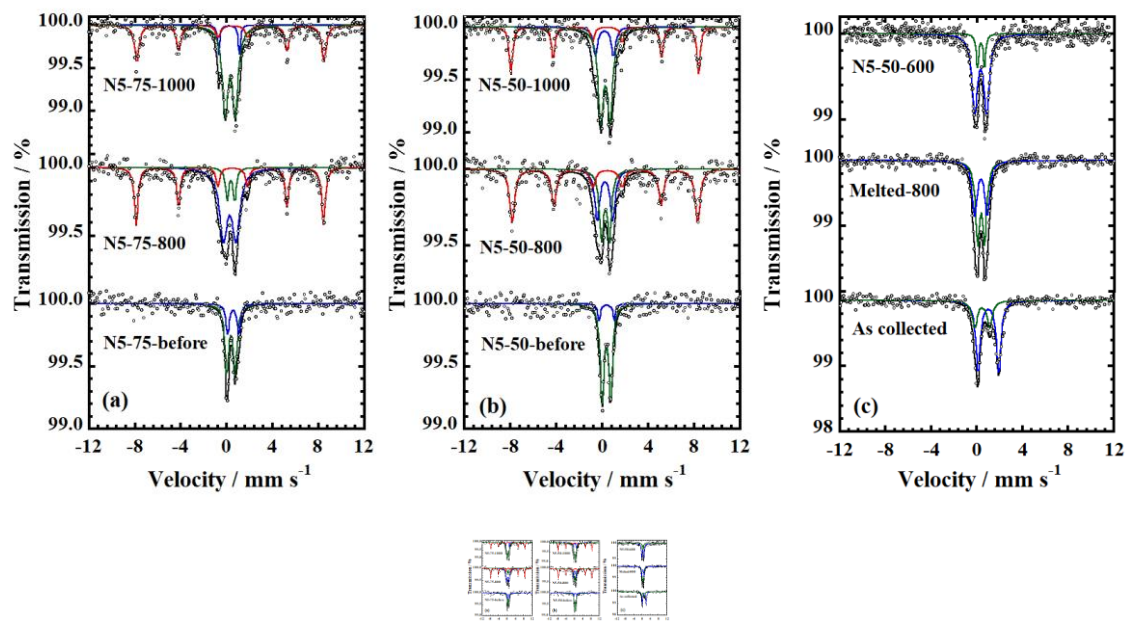 100.0
99.5
N5-75-1000
99.0
100.0
99.5
N5-75-800
100.0
N5-75-before
99.5
(a)
99.0
-12 -8 -4 0 4 8 12
Velocity / mm s-1
Transmission / %
100.0
99.5
N5-50-1000
99.0
100.0
99.5
N5-50-800
100.0
N5-50-before
99.5
(b)
99.0
-12 -8 -4 0 4 8 12
Velocity / mm s-1
Transmission / %
100
N5-50-600
99
100
Melted-800
99
100
As collected
99
(c)
98
-12 -8 -4 0 4 8 12
Velocity / mm s-1
Transmission / %